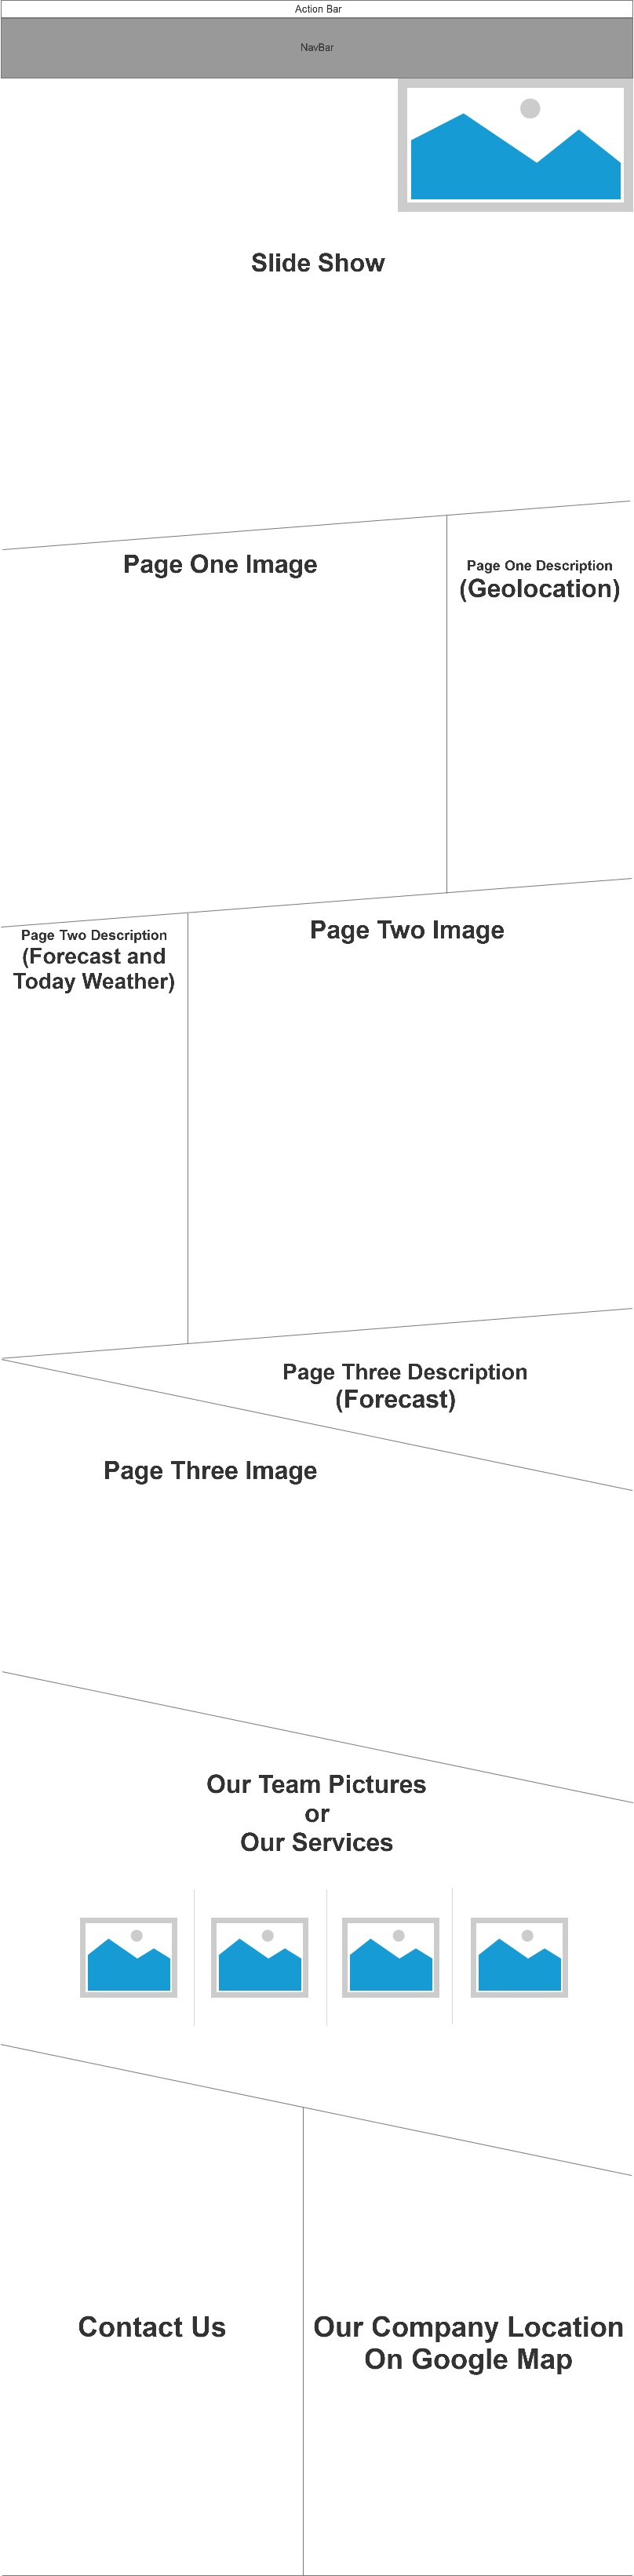 Action Bar
NavBar
Slide Show
Page One Image
Page One Description
(Geolocation)
Page Two Description
(Forecast and
Today Weather)
Page Two Image
Page Three Description
(Forecast)
Page Three Image
Our Team Pictures
or
Our Services
Contact Us
Our Company Location
On Google Map